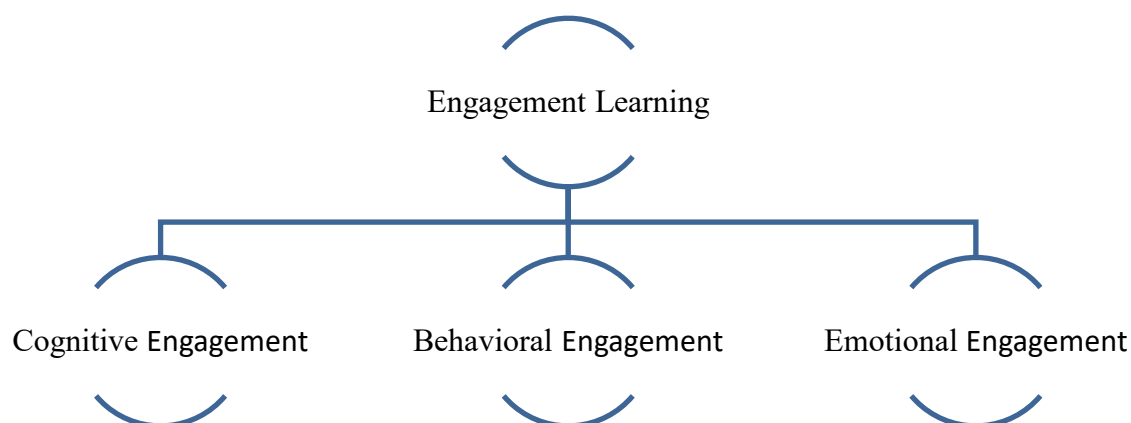 Engagement Learning
Cognitive Engagement
Behavioral Engagement
Emotional Engagement